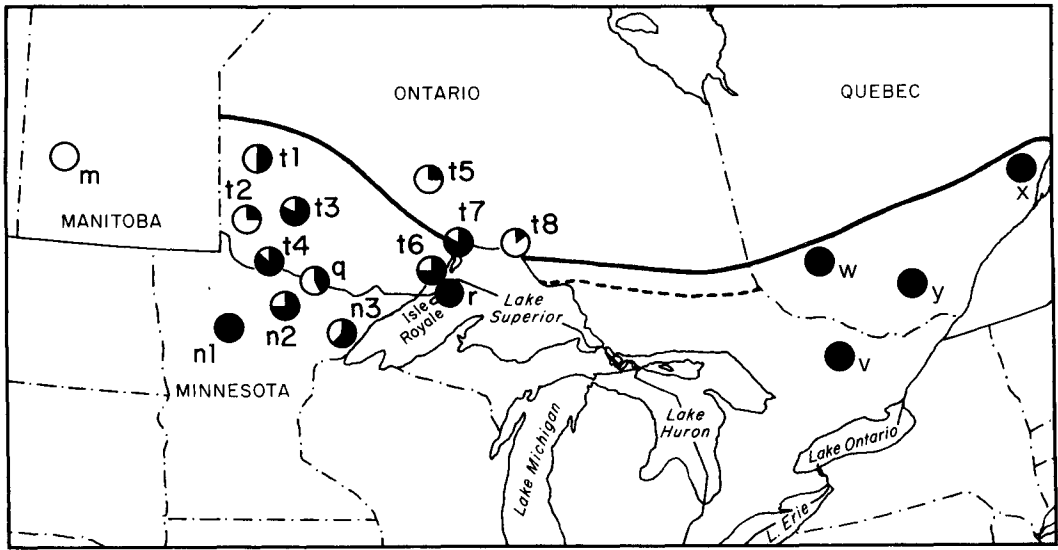 ONTARIO
QUEBEC
t1
m
t5
x
t2
t3
MANITOBA
t7
t8
t4
t6
w
q
y
r
n3
Isle
Royale
Lake
Superior
n2
n1
v
MINNESOTA
Lake
Huron
Lake Michigan
Lake Ontario
L. Erie